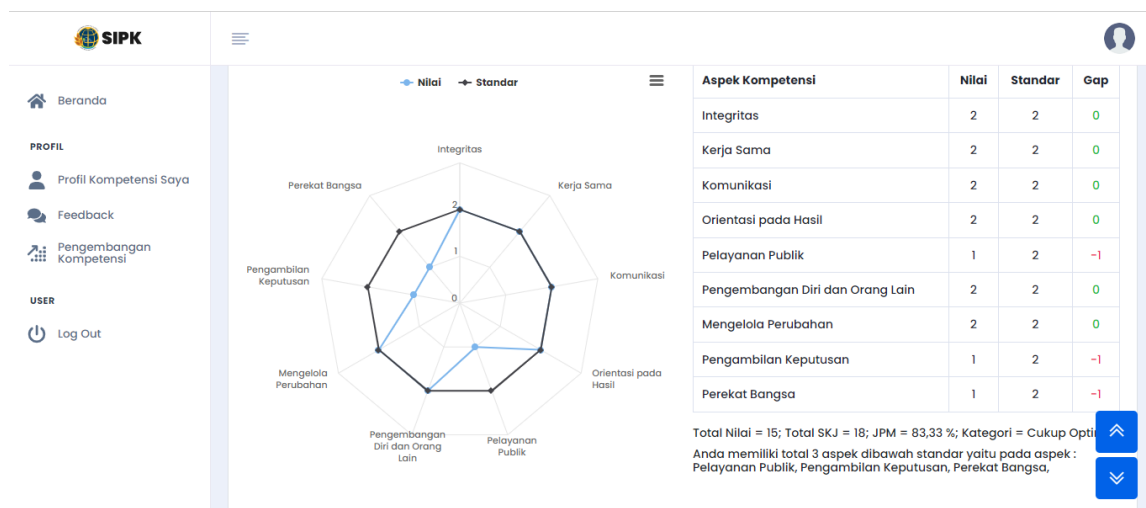 SIPK
Beranda
PROFIL
Profil Kompetensi Saya
Feedback
Pengembangan
Kompetensi
USER
Log Out
Nilai
Standar
Integritas
Kerja Sama
Komunikasi
Orientasi pada
Hasil
Pelayanan
Publik
Pengembangan
Diri dan Orang
Lain
Mengelola
Perubahan
Pengambilan
Keputusan
Perekat Bangsa
2
1
0
Aspek Kompetensi Nilai Standar Gap
Integritas 2 2 0
Kerja Sama 2 2 0
Komunikasi 2 2 0
Orientasi pada Hasil 2 2 0
Pelayanan Publik 1 2 -1
Pengembangan Diri dan Orang Lain 2 2 0
Mengelola Perubahan 2 2 0
Pengambilan Keputusan 1 2 -1
Perekat Bangsa 1 2 -1
Total Nilai = 15; Total SKJ = 18; JPM = 83,33 %; Kategori = Cukup
Anda memiliki total 3 aspek dibawah standar yaitu pada aspek :
Pelayanan Publik, Pengambilan Keputusan, Perekat Bangsa,